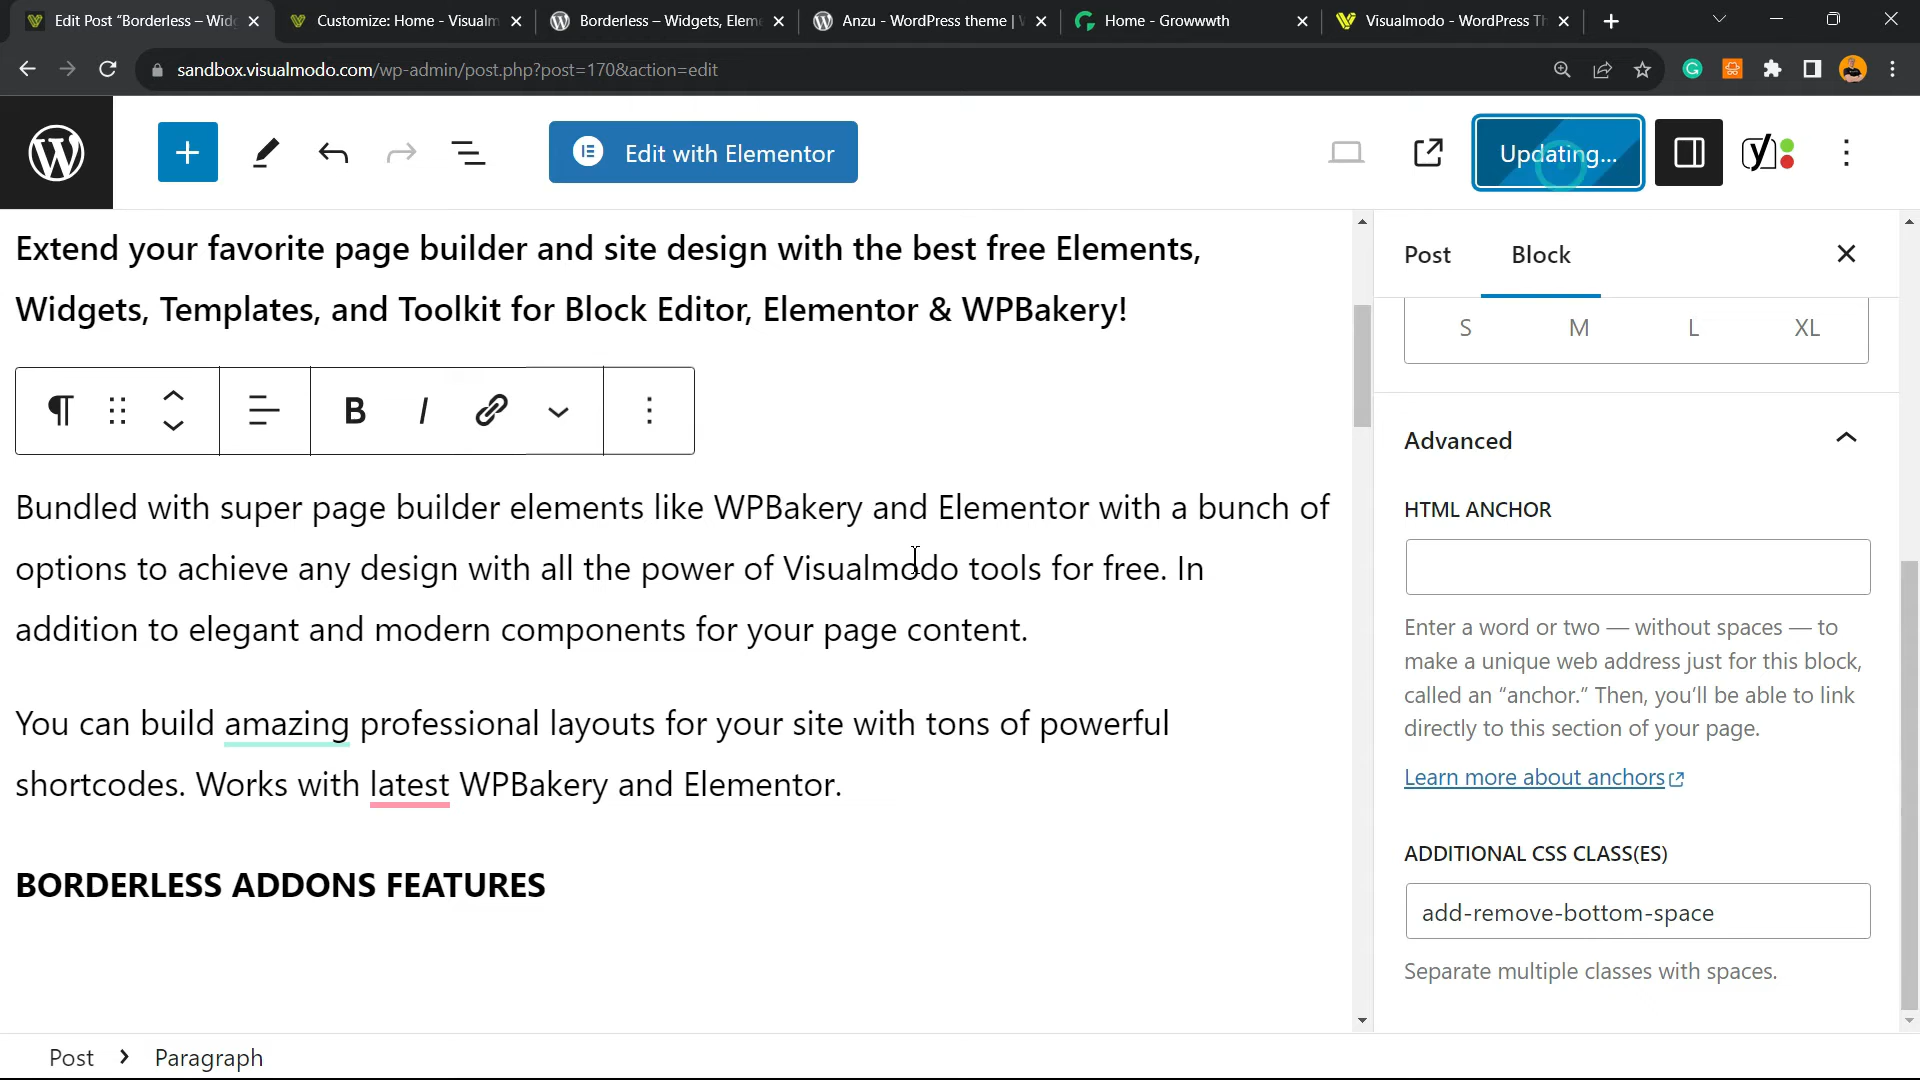 Edit Post “Borderless – Widg
Customize: Home - Visualm
Borderless – Widgets, Elem
Anzu - WordPress theme |
Home - Growwwth
Visualmodo - WordPress Th
sandbox.visualmodo.com/wp-admin/post.php?post=170&action=edit
Edit with Elementor
Updating...
Extend your favorite page builder and site design with the best free Elements,
Widgets, Templates, and Toolkit for Block Editor, Elementor & WPBakery!
B I
Bundled with super page builder elements like WPBakery and Elementor with a bunch of
options to achieve any design with all the power of Visualmodo tools for free. In
addition to elegant and modern components for your page content.
You can build amazing professional layouts for your site with tons of powerful
shortcodes. Works with latest WPBakery and Elementor.
BORDERLESS ADDONS FEATURES
Post Block
S M L XL
Advanced
HTML ANCHOR
Enter a word or two — without spaces — to
make a unique web address just for this block,
called an “anchor.” Then, you’ll be able to link
directly to this section of your page.
Learn more about anchors
ADDITIONAL CSS CLASS(ES)
add-remove-bottom-space
Separate multiple classes with spaces.
Post > Paragraph